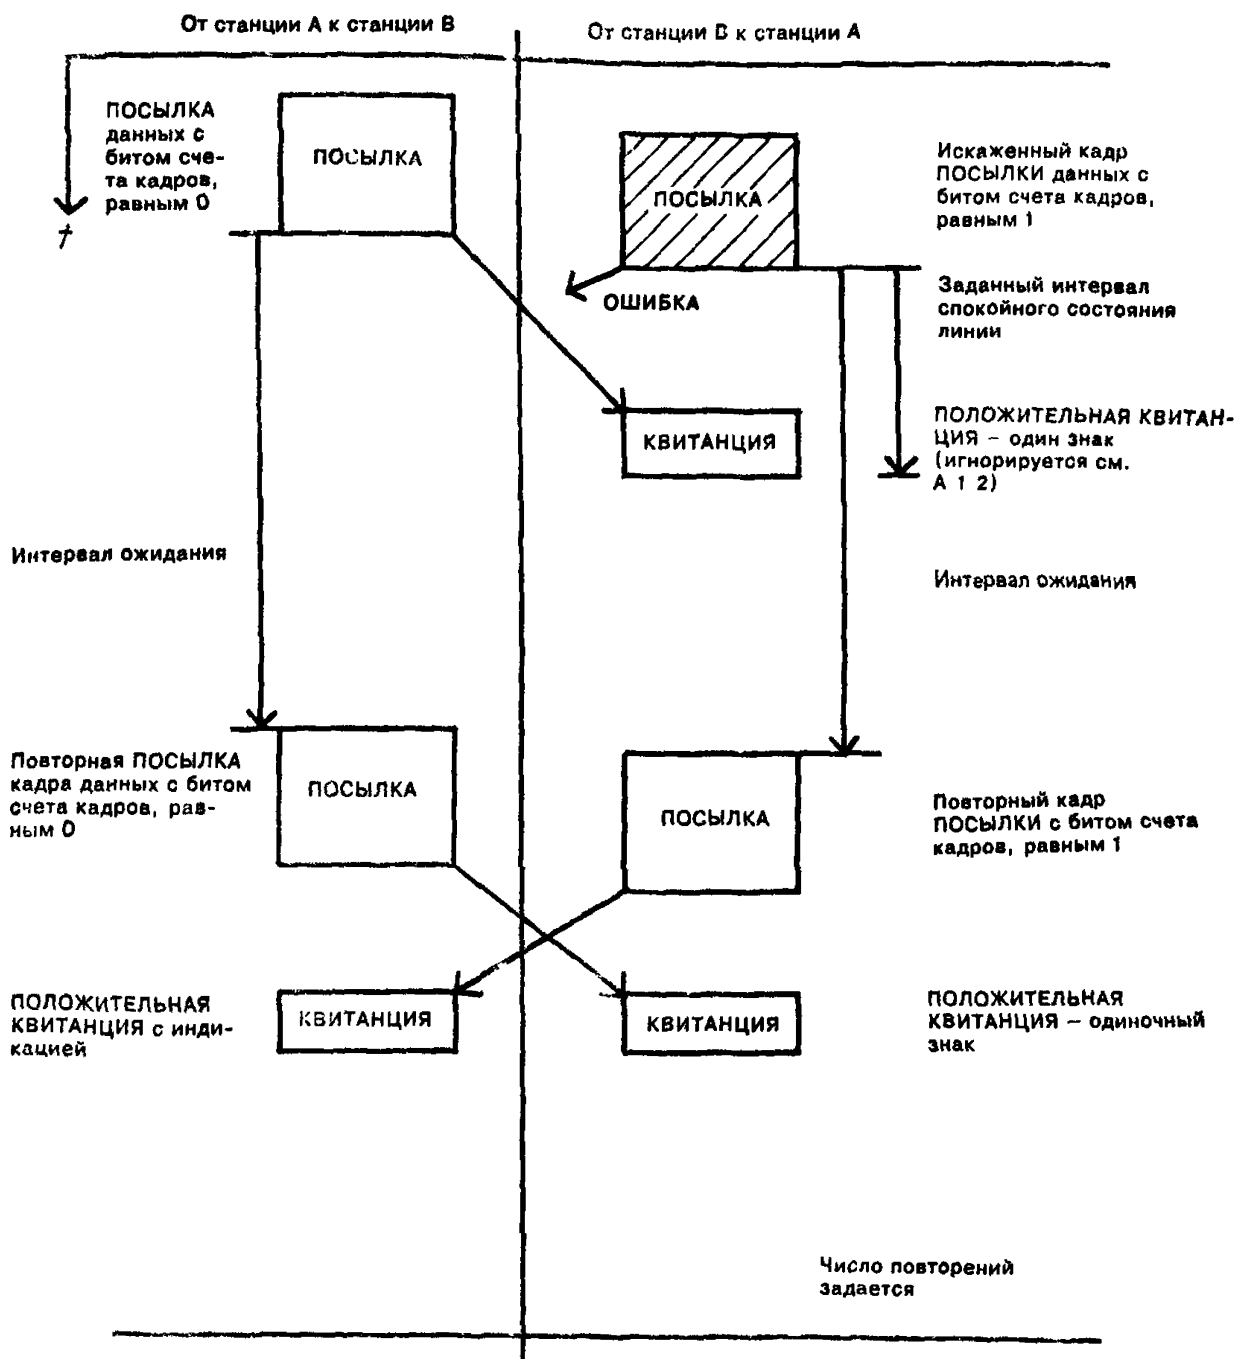 От станции А к станции В
От станции В к станции А
ПОСЫЛКА
данных с
битом сче-
та кадров,
равным 0
t
ПОСЫЛКА
ПОСЫЛКА
Искаженный кадр
ПОСЫЛКИ данных с
битом счета кадров,
равным 1
ОШИБКА
Заданный интервал
спокойного состояния
линии
КВИТАНЦИЯ
ПОЛОЖИТЕЛЬНАЯ КВИТАН-
ЦИЯ – один знак
(игнорируется см.
А 1 2)
Интервал ожидания
Интервал ожидания
Повторная ПОСЫЛКА
кадра данных с битом
счета кадров, рав-
ным 0
ПОСЫЛКА
ПОСЫЛКА
Повторный кадр
ПОСЫЛКИ с битом счета
кадров, равным 1
ПОЛОЖИТЕЛЬНАЯ
КВИТАНЦИЯ с инди-
кацией
КВИТАНЦИЯ
КВИТАНЦИЯ
ПОЛОЖИТЕЛЬНАЯ
КВИТАНЦИЯ – одиночный
знак
Число повторений
задается